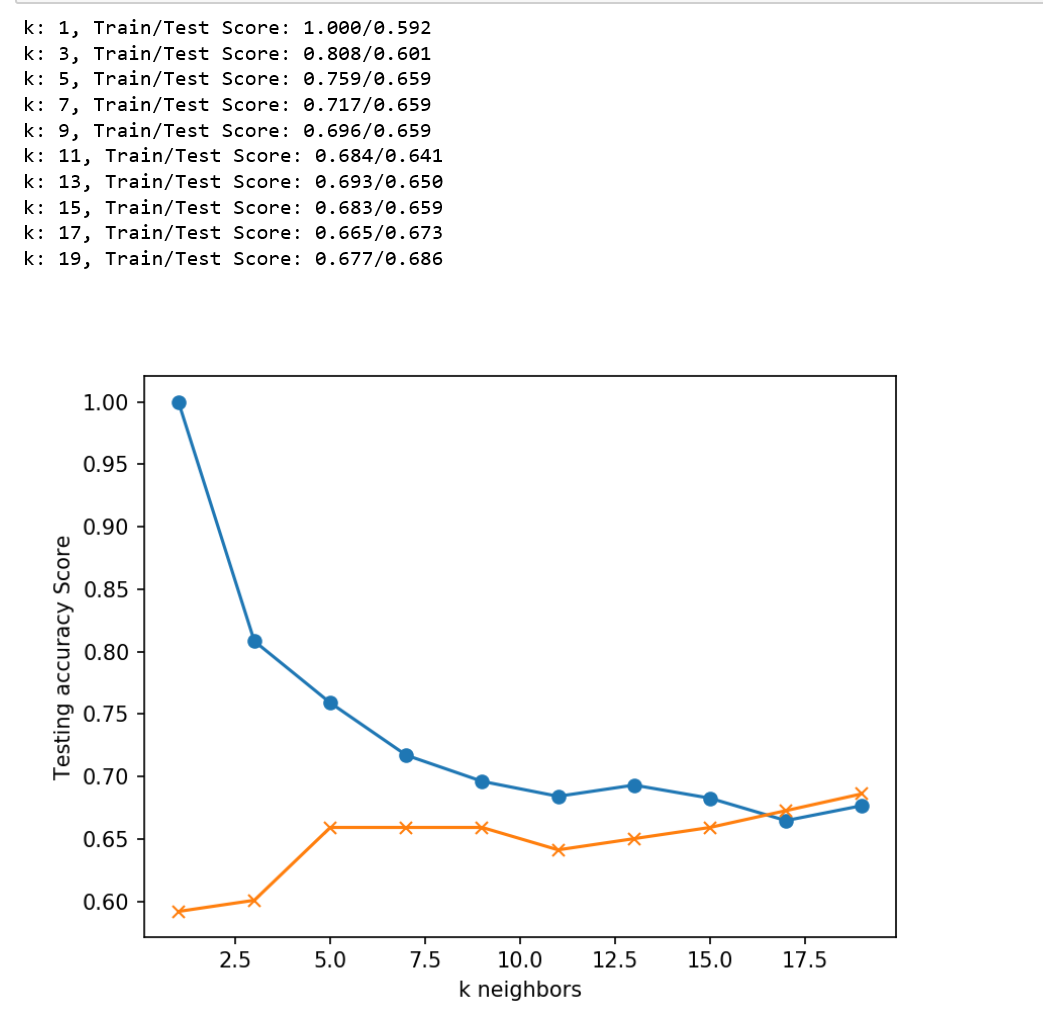 k: 1, Train/Test Score: 1.000/0.592
k: 3, Train/Test Score: 0.808/0.601
k: 5, Train/Test Score: 0.759/0.659
k: 7, Train/Test Score: 0.717/0.659
k: 9, Train/Test Score: 0.696/0.659
k: 11, Train/Test Score: 0.684/0.641
k: 13, Train/Test Score: 0.693/0.650
k: 15, Train/Test Score: 0.683/0.659
k: 17, Train/Test Score: 0.665/0.673
k: 19, Train/Test Score: 0.677/0.686
1.00
0.95
0.90
0.85
0.80
0.75
0.70
0.65
0.60
Testing accuracy Score
2.5 5.0 7.5 10.0 12.5 15.0 17.5
k neighbors